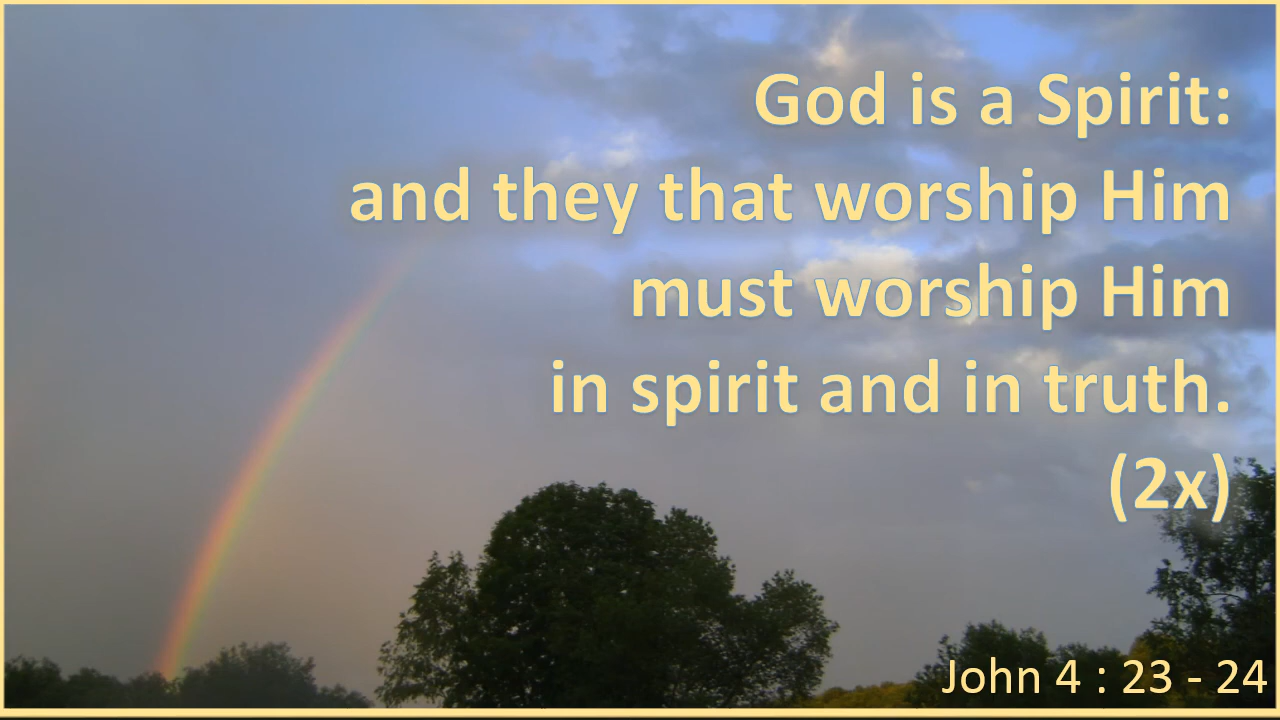 God is a Spirit:
and they that worship Him
must worship Him
in spirit and in truth.
(2x)
John 4 : 23 - 24